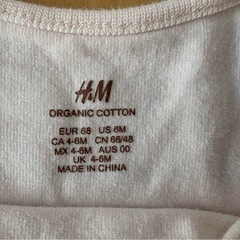 H&M
ORGANIC COTTON
EUR 68 US 6M
CA 4-6M CN 66/48
MX 4-6M AUS 00
UK 4-6M
MADE IN CHINA